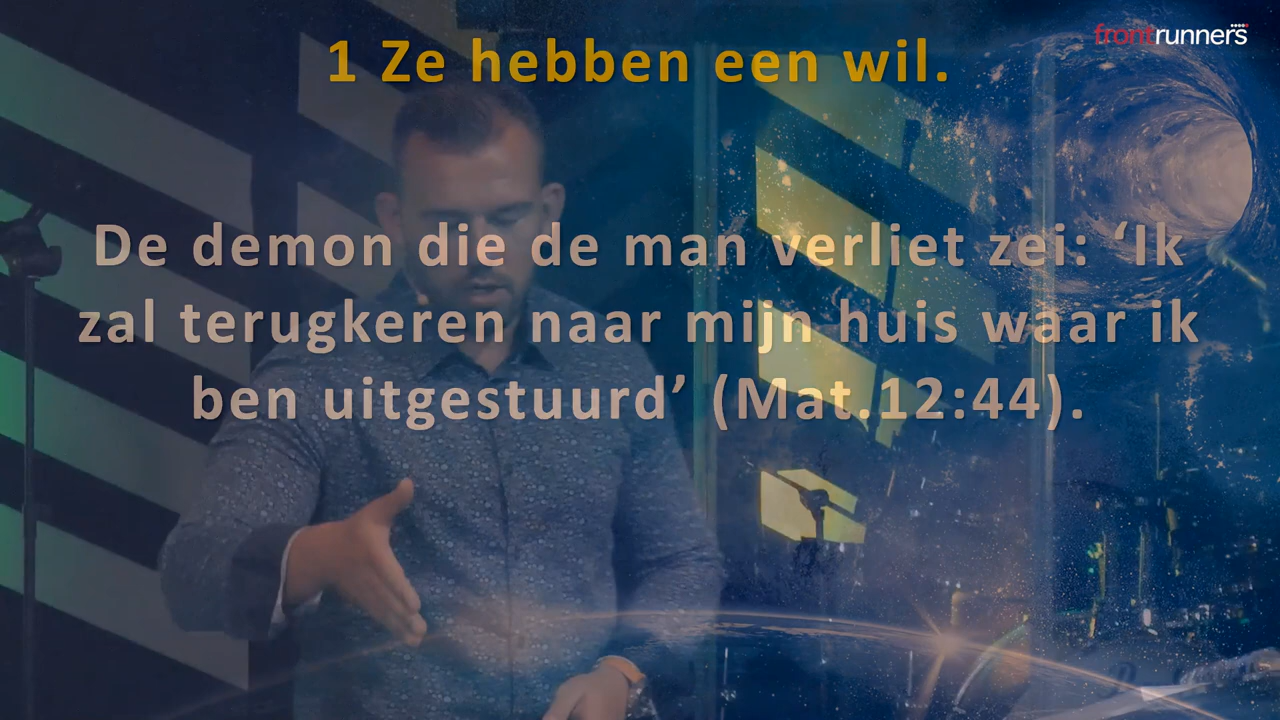 frontrunners
1 Ze hebben een wil.
De demon die de man verliet zei: ‘Ik
zal terugkeren naar mijn huis waar ik
ben uitgestuurd’ (Mat.12:44).